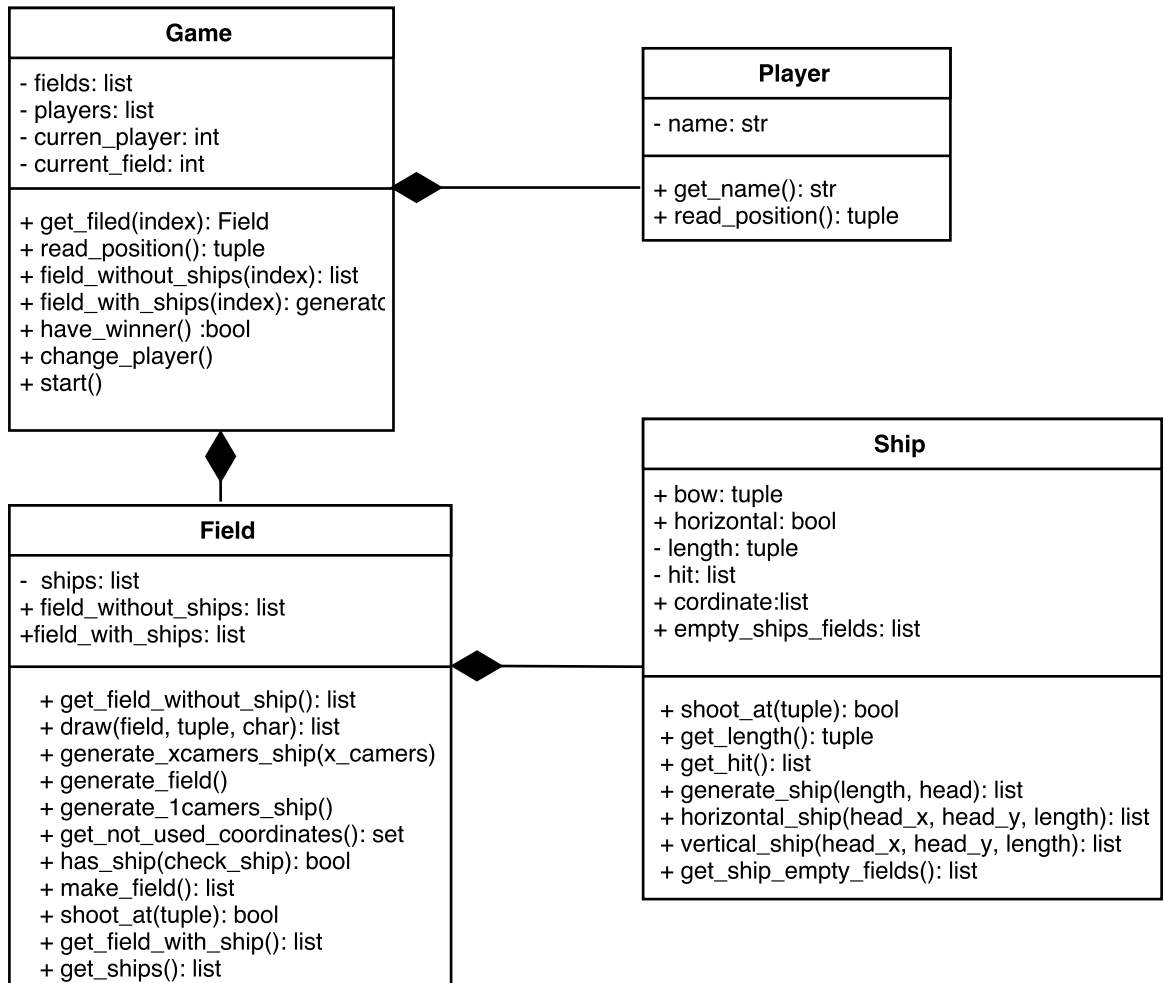 Game
- fields: list
- players: list
- curren_player: int
- current_field: int
+ get_filed(index): Field
+ read_position(): tuple
+ field_without_ships(index): list
+ field_with_ships(index): generatc
+ have_winner() :bool
+ change_player()
+ start()
Player
- name: str
+ get_name(): str
+ read_position(): tuple
Field
-  ships: list
+ field_without_ships: list
+field_with_ships: list
+ get_field_without_ship(): list
+ draw(field, tuple, char): list
+ generate_xcamers_ship(x_camers)
+ generate_field()
+ generate_1camers_ship()
+ get_not_used_coordinates(): set
+ has_ship(check_ship): bool
+ make_field(): list
+ shoot_at(tuple): bool
+ get_field_with_ship(): list
+ get_ships(): list
Ship
+ bow: tuple
+ horizontal: bool
- length: tuple
- hit: list
+ cordinate:list
+ empty_ships_fields: list
+ shoot_at(tuple): bool
+ get_length(): tuple
+ get_hit(): list
+ generate_ship(length, head): list
+ horizontal_ship(head_x, head_y, length): list
+ vertical_ship(head_x, head_y, length): list
+ get_ship_empty_fields(): list